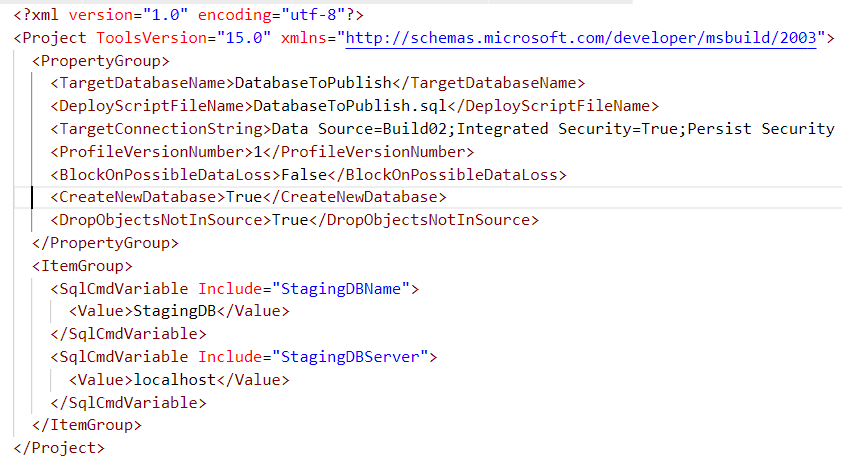 <?xml version="1.0" encoding="utf-8"?>
<Project ToolsVersion="15.0" xmlns="http://schemas.microsoft.com/developer/msbuild/2003">
  <PropertyGroup>
    <TargetDatabaseName>DatabaseToPublish</TargetDatabaseName>
    <DeployScriptFileName>DatabaseToPublish.sql</DeployScriptFileName>
    <TargetConnectionString>Data Source=Build02;Integrated Security=True;Persist Security
    <ProfileVersionNumber>1</ProfileVersionNumber>
    <BlockOnPossibleDataLoss>False</BlockOnPossibleDataLoss>
    <CreateNewDatabase>True</CreateNewDatabase>
    <DropObjectsNotInSource>True</DropObjectsNotInSource>
  </PropertyGroup>
  <ItemGroup>
    <SqlCmdVariable Include="StagingDBName">
      <Value>StagingDB</Value>
    </SqlCmdVariable>
    <SqlCmdVariable Include="StagingDBServer">
      <Value>localhost</Value>
    </SqlCmdVariable>
  </ItemGroup>
</Project>